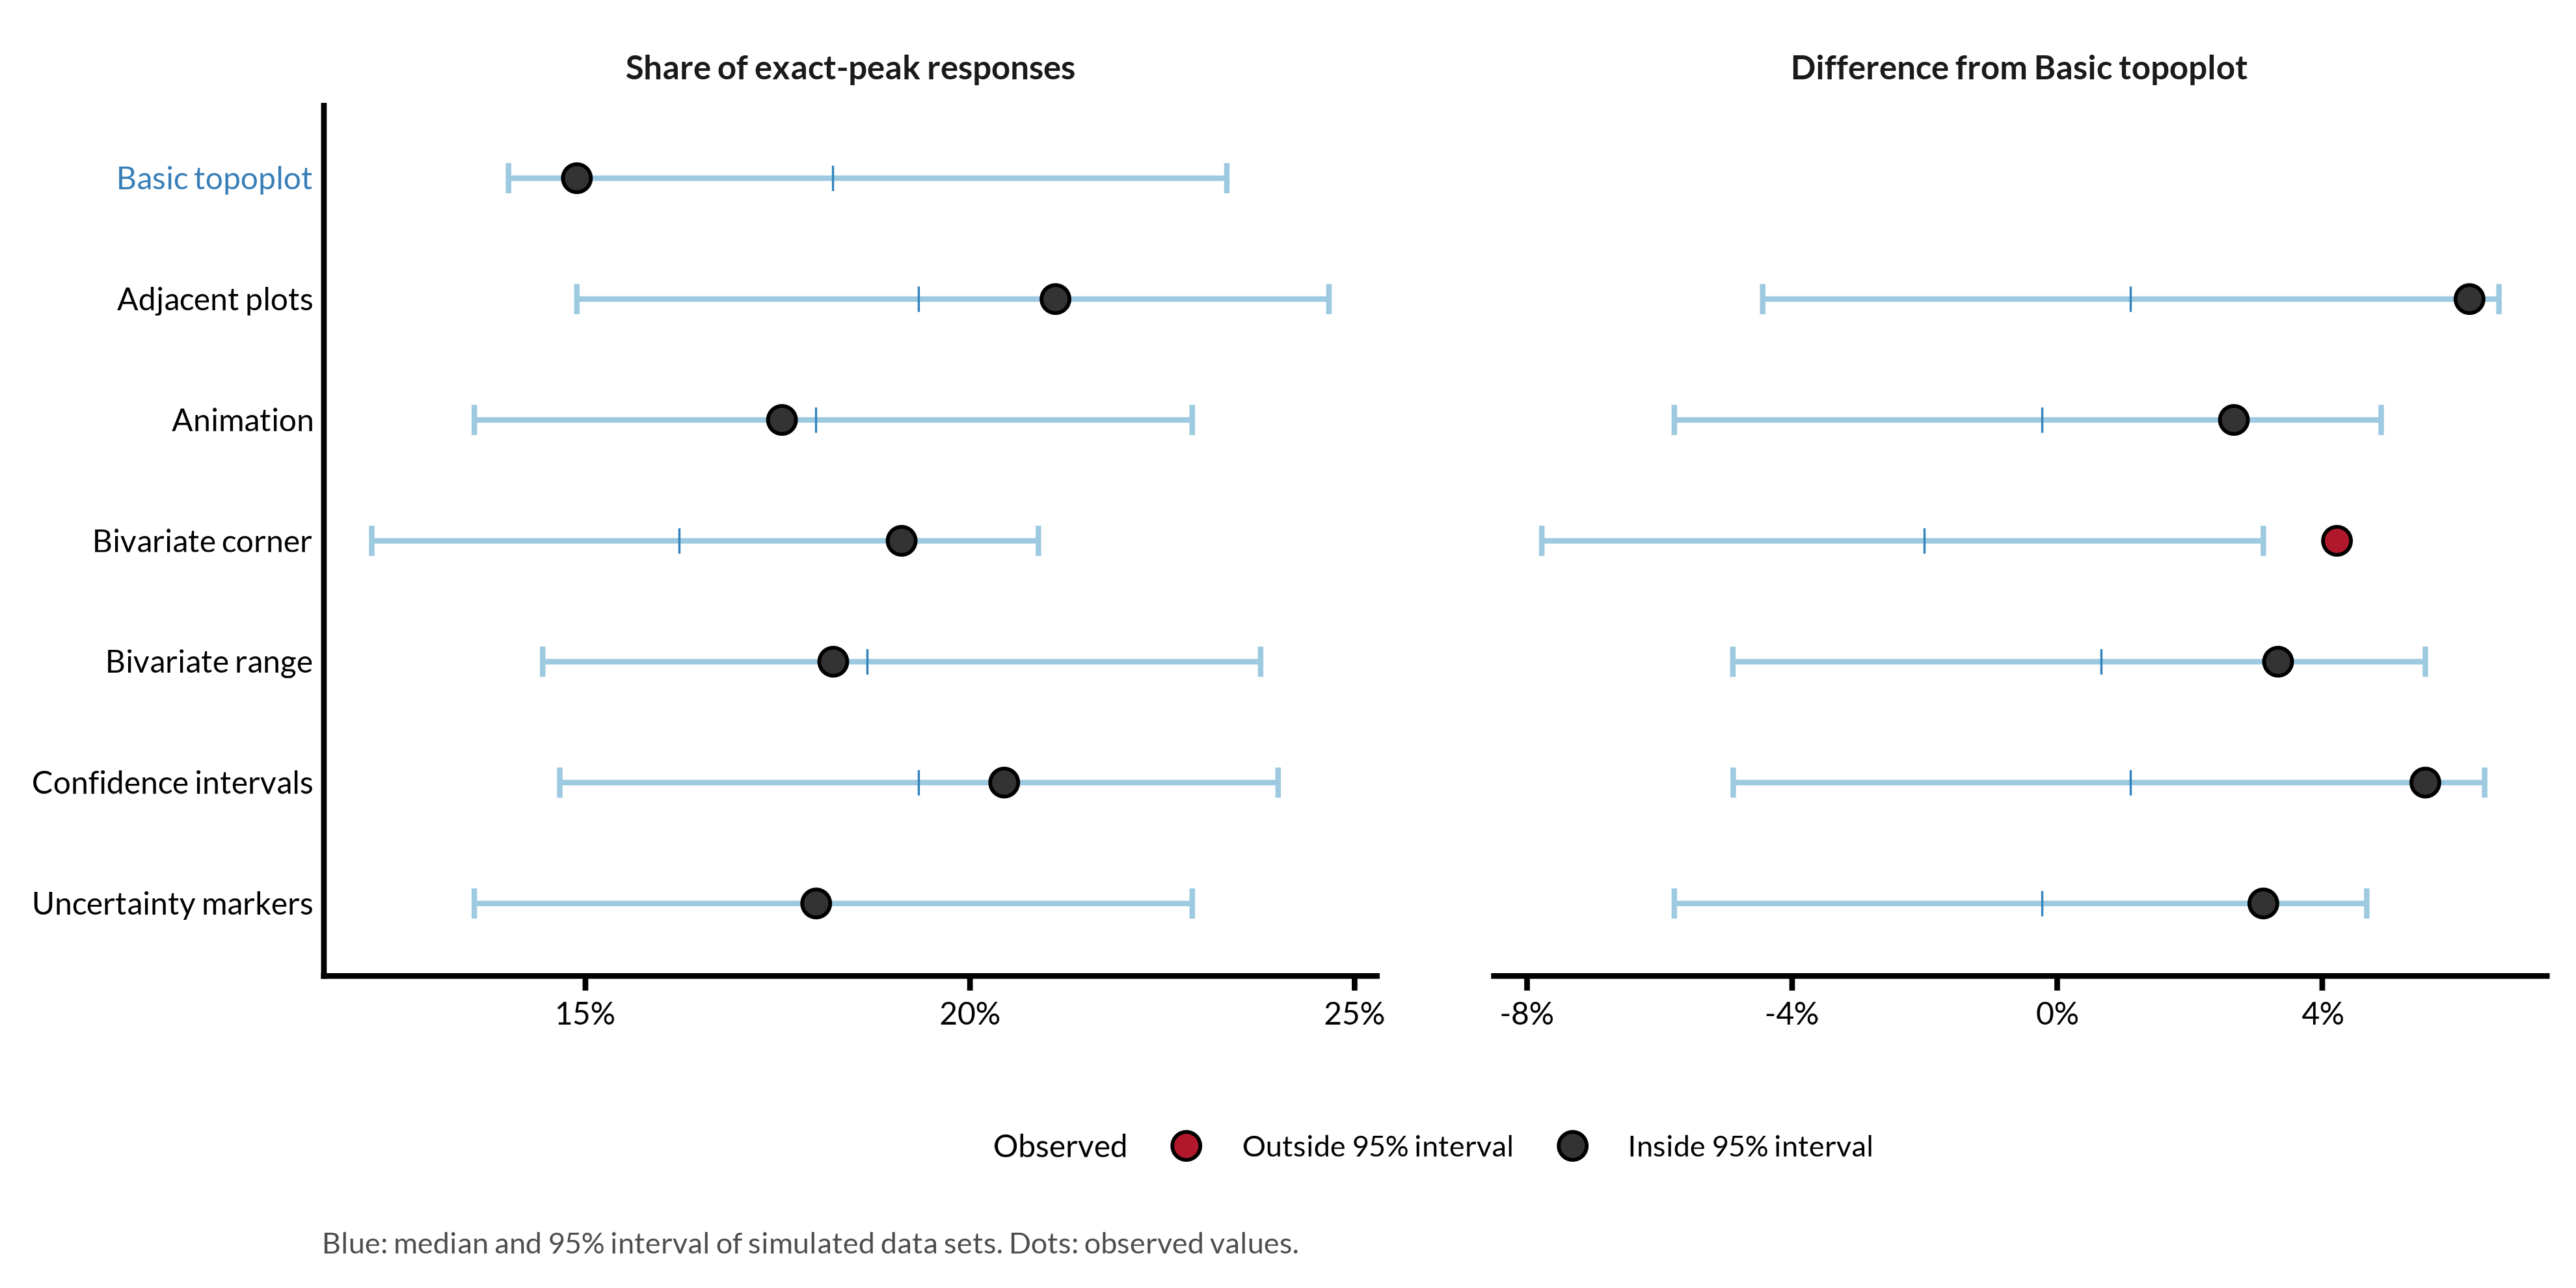 Share of exact-peak responses
Difference from Basic topoplot
Basic topoplot
Adjacent plots
Animation
Bivariate corner
Bivariate range
Confidence intervals
Uncertainty markers
15% 20% 25%
-8% -4% 0% 4%
Observed Outside 95% interval Inside 95% interval
Blue: median and 95% interval of simulated data sets. Dots: observed values.